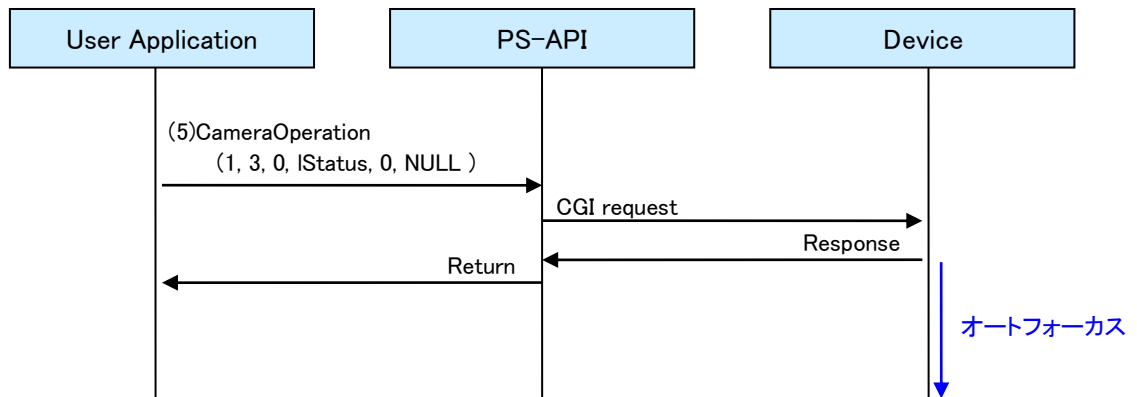 User Application
PS-API
Device
(5)CameraOperation
(1, 3, 0, lStatus, 0, NULL )
CGI request
Response
Return
オートフォーカス